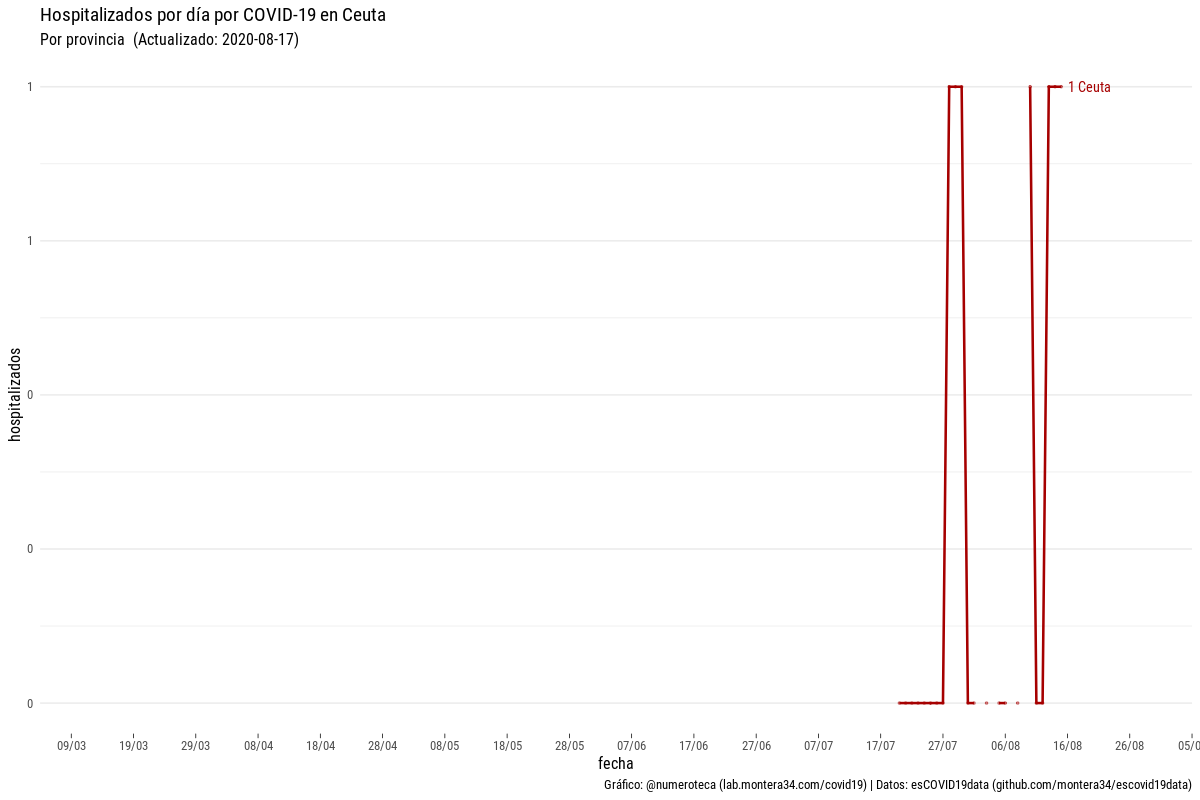 Hospitalizados por día por COVID-19 en Ceuta
Por provincia (Actualizado: 2020-08-17)
1
1 Ceuta
1
0
0
0
hospitalizados
09/03 19/03 29/03 08/04 18/04 28/04 08/05 18/05 28/05 07/06 17/06 27/06 07/07 17/07 27/07 06/08 16/08 26/08 05/0
fecha
Gráfico: @numeroteca (lab.montera34.com/covid19) | Datos: esCOVID19data (github.com/montera34/escovid19data)